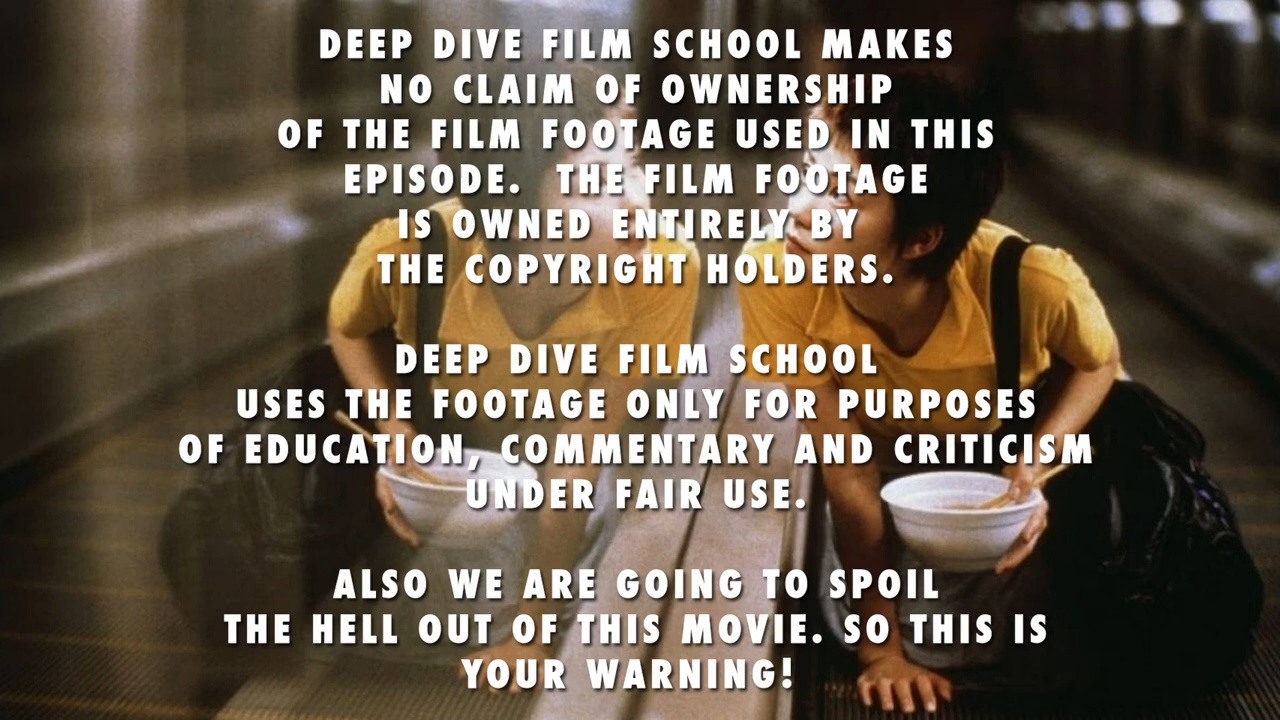 DEEP DIVE FILM SCHOOL MAKES
NO CLAIM OF OWNERSHIP
OF THE FILM FOOTAGE USED IN THIS
EPISODE. THE FILM FOOTAGE
IS OWNED ENTIRELY BY
THE COPYRIGHT HOLDERS.
DEEP DIVE FILM SCHOOL
USES THE FOOTAGE ONLY FOR PURPOSES
OF EDUCATION, COMMENTARY AND CRITICISM
UNDER FAIR USE.
ALSO WE ARE GOING TO SPOIL
THE HELL OUT OF THIS MOVIE. SO THIS IS
YOUR WARNING!